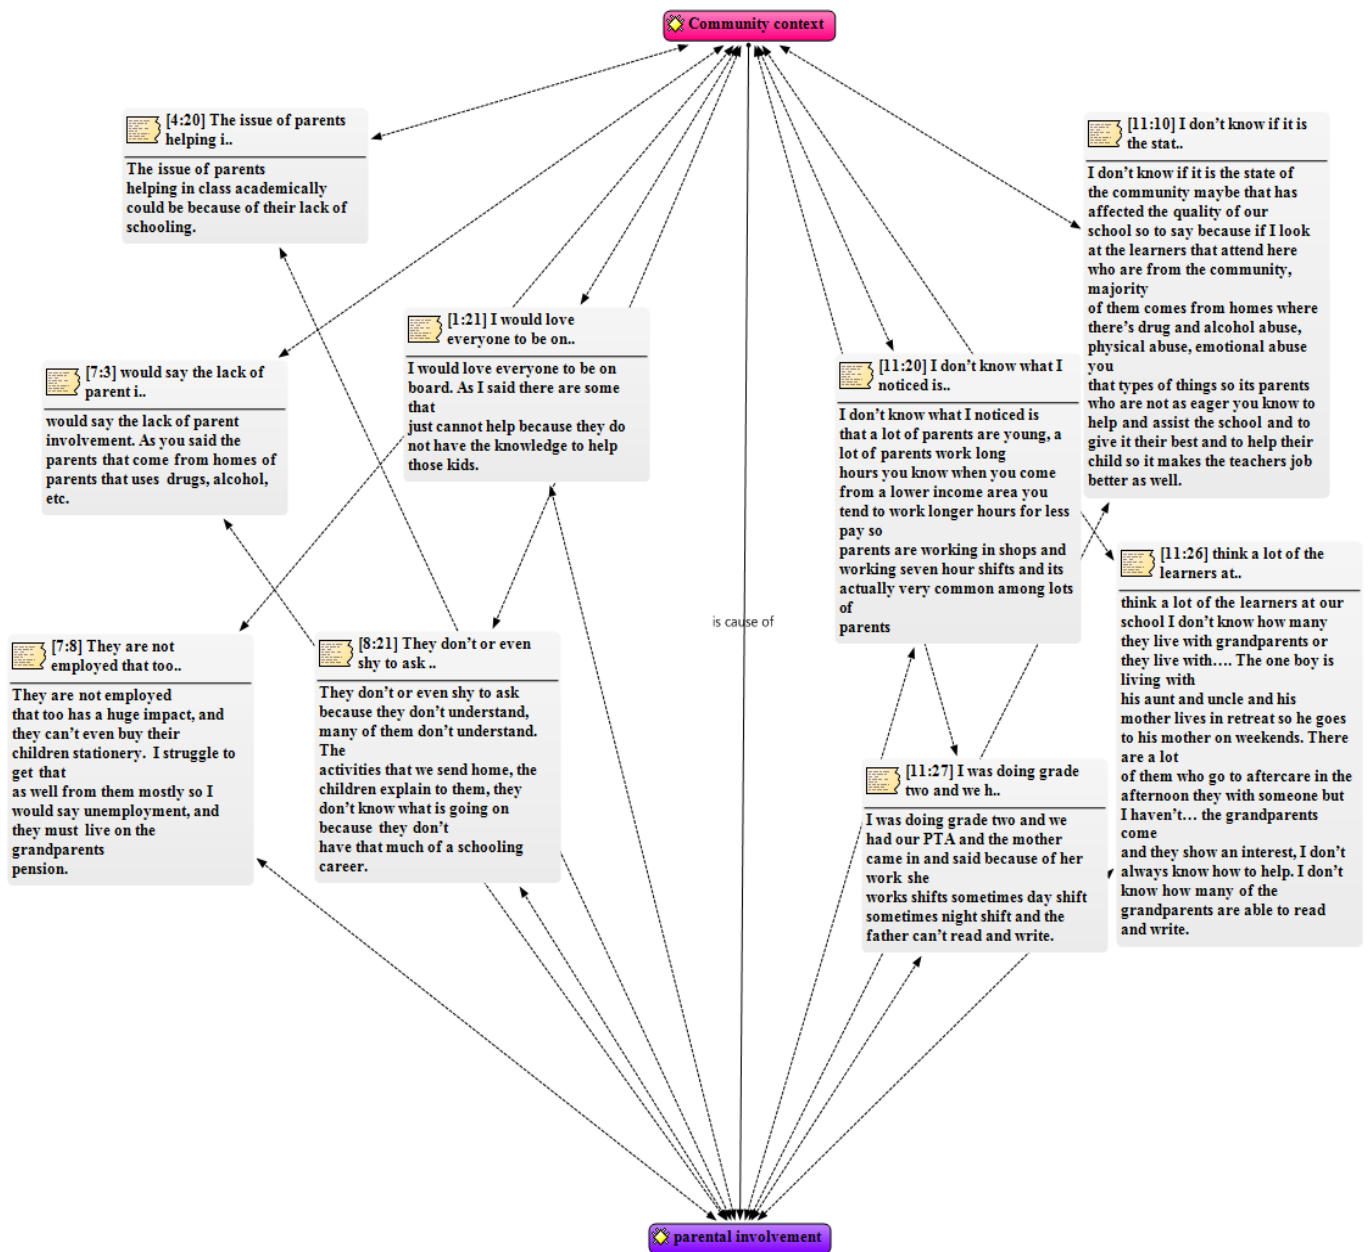 Community context
[4:20] The issue of parents
helping i..
The issue of parents
helping in class academically
could be because of their lack of
schooling.
[11:10] I don't know if it is
the stat..
I don't know if it is the state of
the community maybe that has
affected the quality of our
school so to say because if I look
at the learners that attend here
who are from the community,
majority
of them comes from homes where
there's drug and alcohol abuse,
physical abuse, emotional abuse
you
that types of things so its parents
who are not as eager you know to
help and assist the school and to
give it their best and to help their
child so it makes the teachers job
better as well.
[1:21] I would love
everyone to be on..
I would love everyone to be on
board. As I said there are some
that
just cannot help because they do
not have the knowledge to help
those kids.
[7:3] would say the lack of
parent i..
would say the lack of parent
involvement. As you said the
parents that come from homes of
parents that uses drugs, alcohol,
etc.
[11:20] I don't know what I
noticed is..
I don't know what I noticed is
that a lot of parents are young, a
lot of parents work long
hours you know when you come
from a lower income area you
tend to work longer hours for less
pay so
parents are working in shops and
working seven hour shifts and its
actually very common among lots
of
parents
[11:26] think a lot of the
learners at..
think a lot of the learners at our
school I don't know how many
they live with grandparents or
they live with…. The one boy is
living with
his aunt and uncle and his
mother lives in retreat so he goes
to his mother on weekends. There
are a lot
of them who go to aftercare in the
afternoon they with someone but
I haven't… the grandparents
come
and they show an interest, I don't
always know how to help. I don't
know how many of the
grandparents are able to read
and write.
is cause of
[7:8] They are not
employed that too..
They are not employed
that too has a huge impact, and
they can't even buy their
children stationery. I struggle to
get that
as well from them mostly so I
would say unemployment, and
they must live on the
grandparents
pension.
[8:21] They don't or even
shy to ask ..
They don't or even shy to ask
because they don't understand,
many of them don't understand.
The
activities that we send home, the
children explain to them, they
don't know what is going on
because they don't
have that much of a schooling
career.
[11:27] I was doing grade
two and we h..
I was doing grade two and we
had our PTA and the mother
came in and said because of her
work she
works shifts sometimes day shift
sometimes night shift and the
father can't read and write.
parental involvement